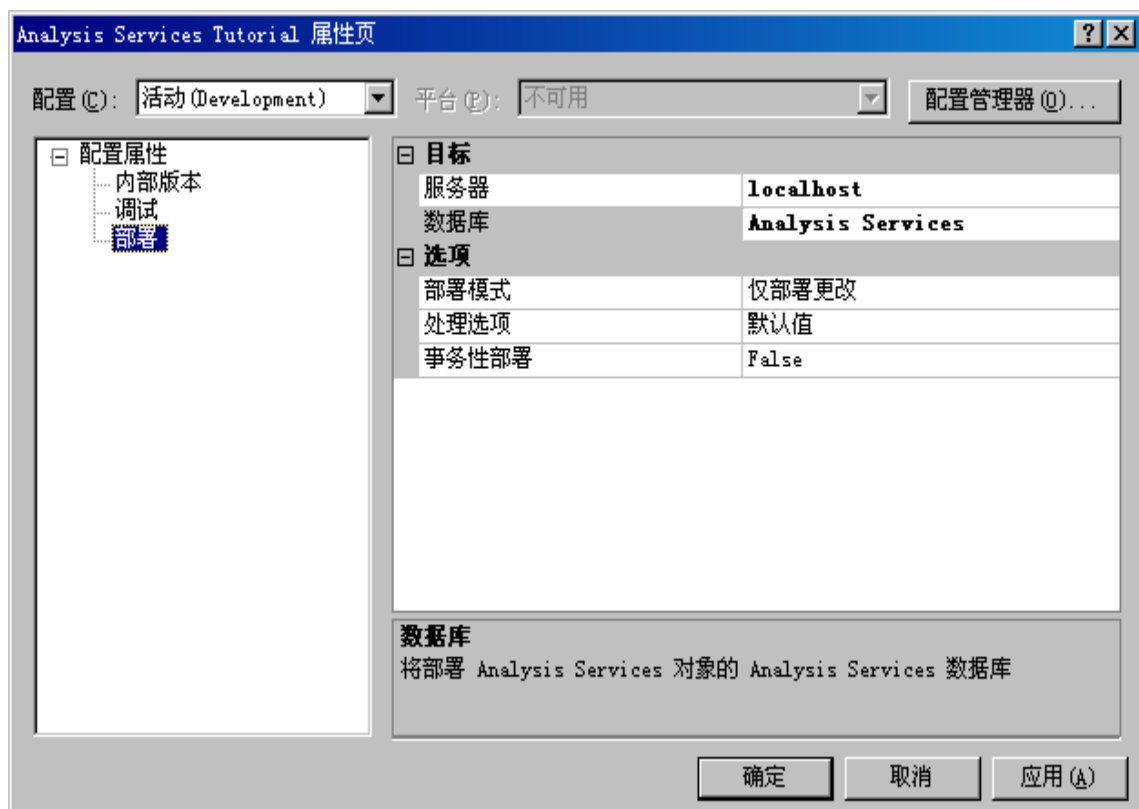 Analysis Services Tutorial 属性页
配置(C): 活动(Development) 平台(P): 不可用 配置管理器(O)...
配置属性
内部版本
调试
部署
目标
服务器 localhost
数据库 Analysis Services
选项
部署模式 仅部署更改
处理选项 默认值
事务性部署 False
数据库
将部署 Analysis Services 对象的 Analysis Services 数据库
确定 取消 应用(A)